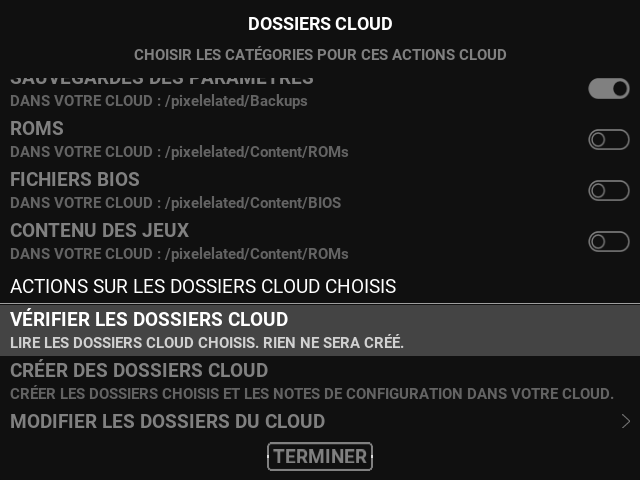 DOSSIERS CLOUD
CHOISIR LES CATÉGORIES POUR CES ACTIONS CLOUD
SAUVEGARDES DES PARAMÈTRES
DANS VOTRE CLOUD : /pixelelated/Backups
ROMS
DANS VOTRE CLOUD : /pixelelated/Content/ROMs
FICHIERS BIOS
DANS VOTRE CLOUD : /pixelelated/Content/BIOS
CONTENU DES JEUX
DANS VOTRE CLOUD : /pixelelated/Content/ROMs
ACTIONS SUR LES DOSSIERS CLOUD CHOISIS
VÉRIFIER LES DOSSIERS CLOUD
LIRE LES DOSSIERS CLOUD CHOISIS. RIEN NE SERA CRÉÉ.
CRÉER DES DOSSIERS CLOUD
CRÉER LES DOSSIERS CHOISIS ET LES NOTES DE CONFIGURATION DANS VOTRE CLOUD.
MODIFIER LES DOSSIERS DU CLOUD
TERMINER